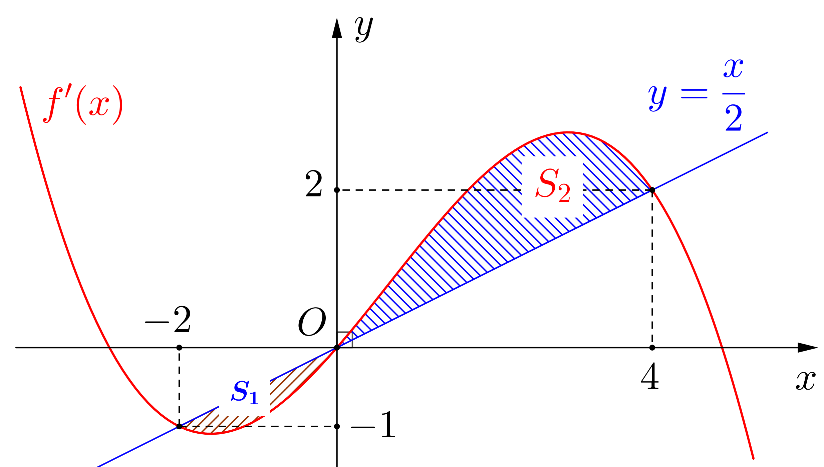 y
f′(x)
y = x/2
2
S₂
−2
O
S₁
4
x
−1